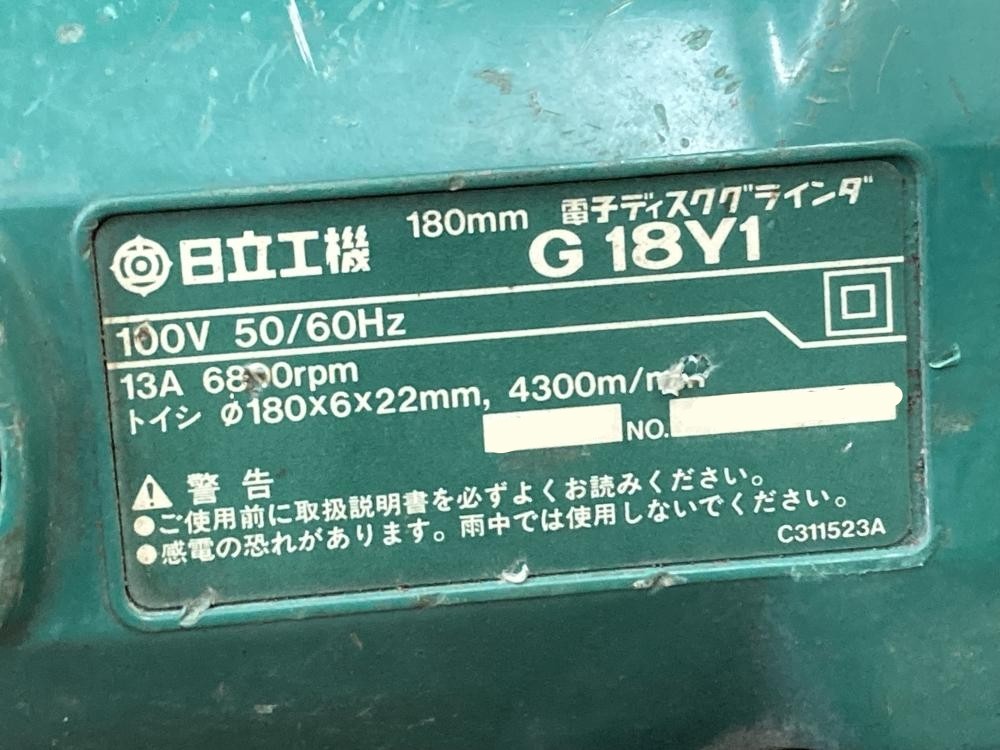 日立工機 180mm 電子ディスクグラインダ
G 18Y1
100V 50/60Hz
13A
トイシ φ180×6×22mm, 4300m/
NO.
警告
●ご使用前に取扱説明書を必ずよくお読みください。
●感電の恐れがあります。雨中では使用しないでください。
C311523A